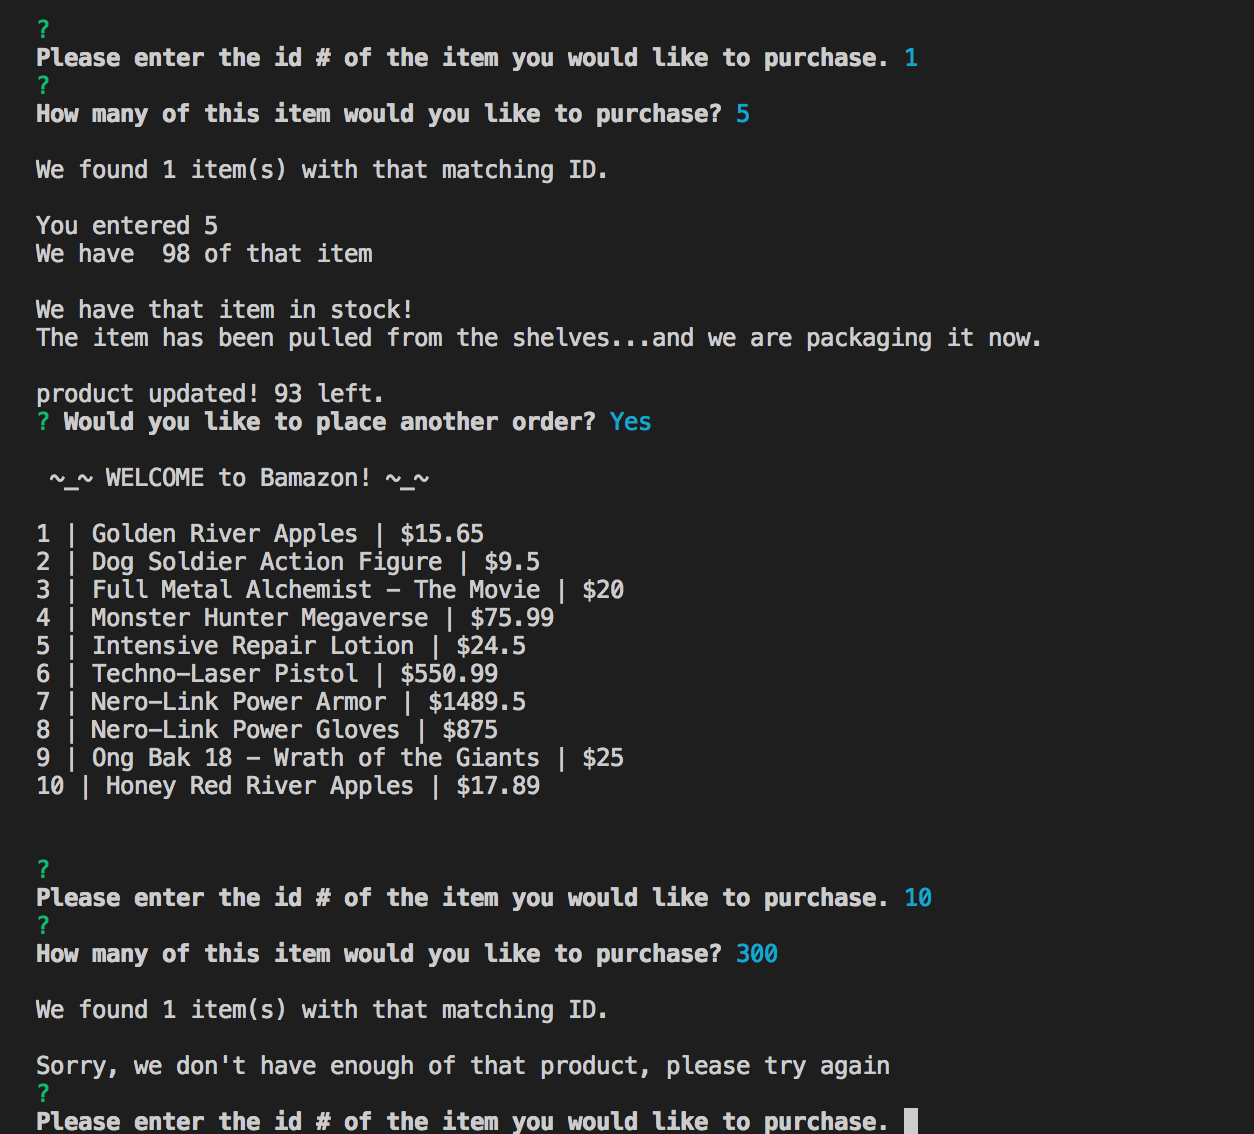 ?
Please enter the id # of the item you would like to purchase. 1
?
How many of this item would you like to purchase? 5
We found 1 item(s) with that matching ID.
You entered 5
We have  98 of that item
We have that item in stock!
The item has been pulled from the shelves...and we are packaging it now.
product updated! 93 left.
? Would you like to place another order? Yes
~_~ WELCOME to Bamazon! ~_~
1 | Golden River Apples | $15.65
2 | Dog Soldier Action Figure | $9.5
3 | Full Metal Alchemist - The Movie | $20
4 | Monster Hunter Megaverse | $75.99
5 | Intensive Repair Lotion | $24.5
6 | Techno-Laser Pistol | $550.99
7 | Nero-Link Power Armor | $1489.5
8 | Nero-Link Power Gloves | $875
9 | Ong Bak 18 - Wrath of the Giants | $25
10 | Honey Red River Apples | $17.89
?
Please enter the id # of the item you would like to purchase. 10
?
How many of this item would you like to purchase? 300
We found 1 item(s) with that matching ID.
Sorry, we don't have enough of that product, please try again
?
Please enter the id # of the item you would like to purchase.